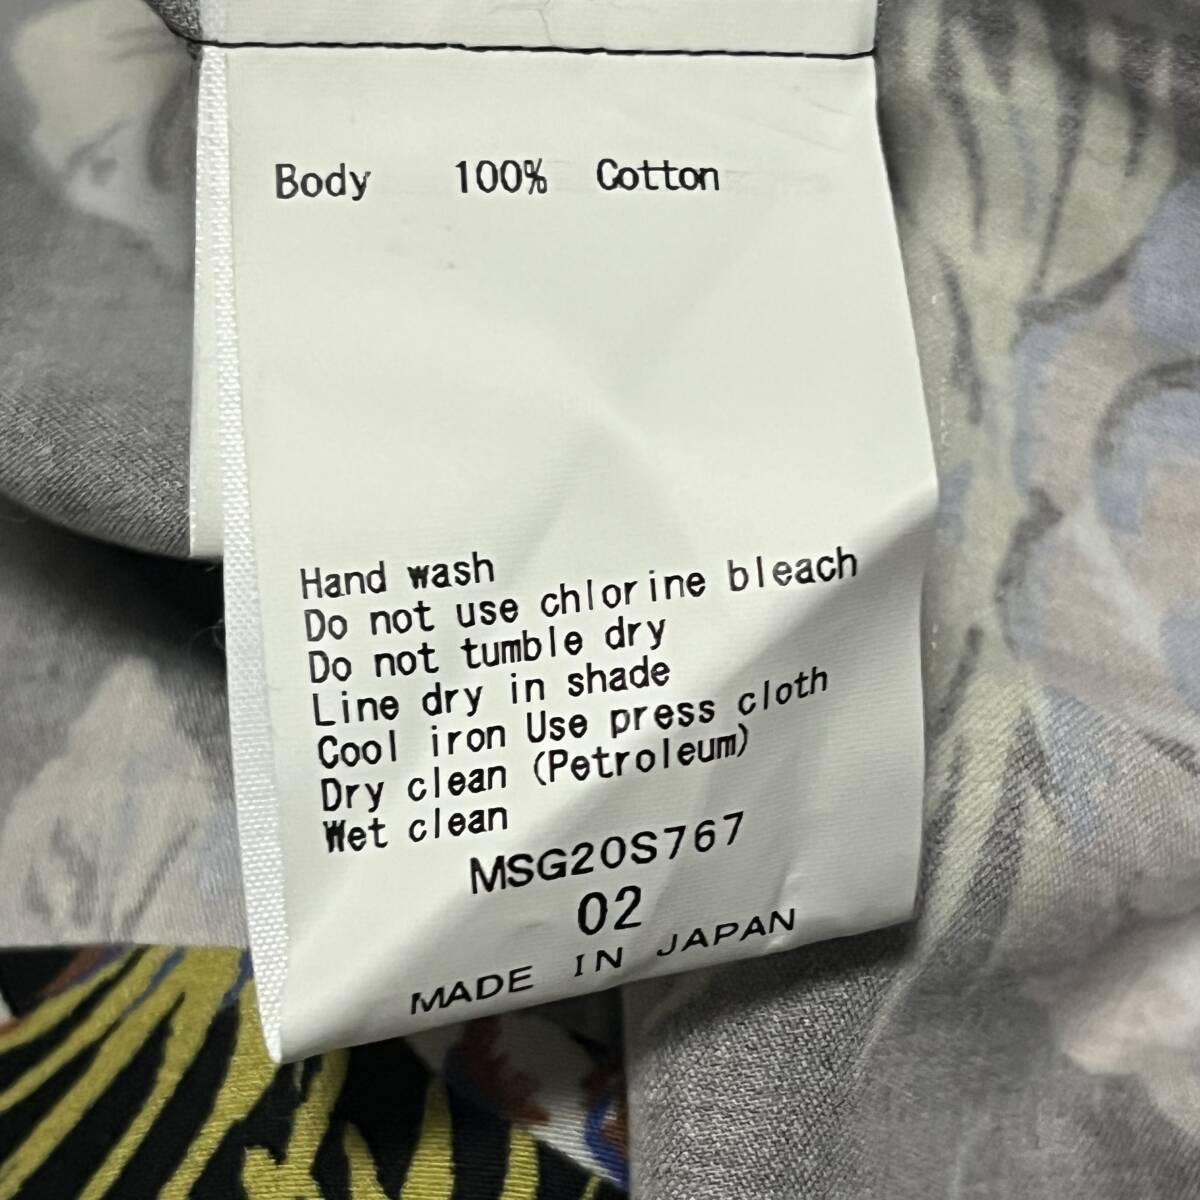 Body 100% Cotton
Hand wash
Do not use chlorine bleach
Do not tumble dry
Line dry in shade
Cool iron Use press cloth
Dry clean (Petroleum)
Wet clean
MSG20S767
02
MADE IN JAPAN